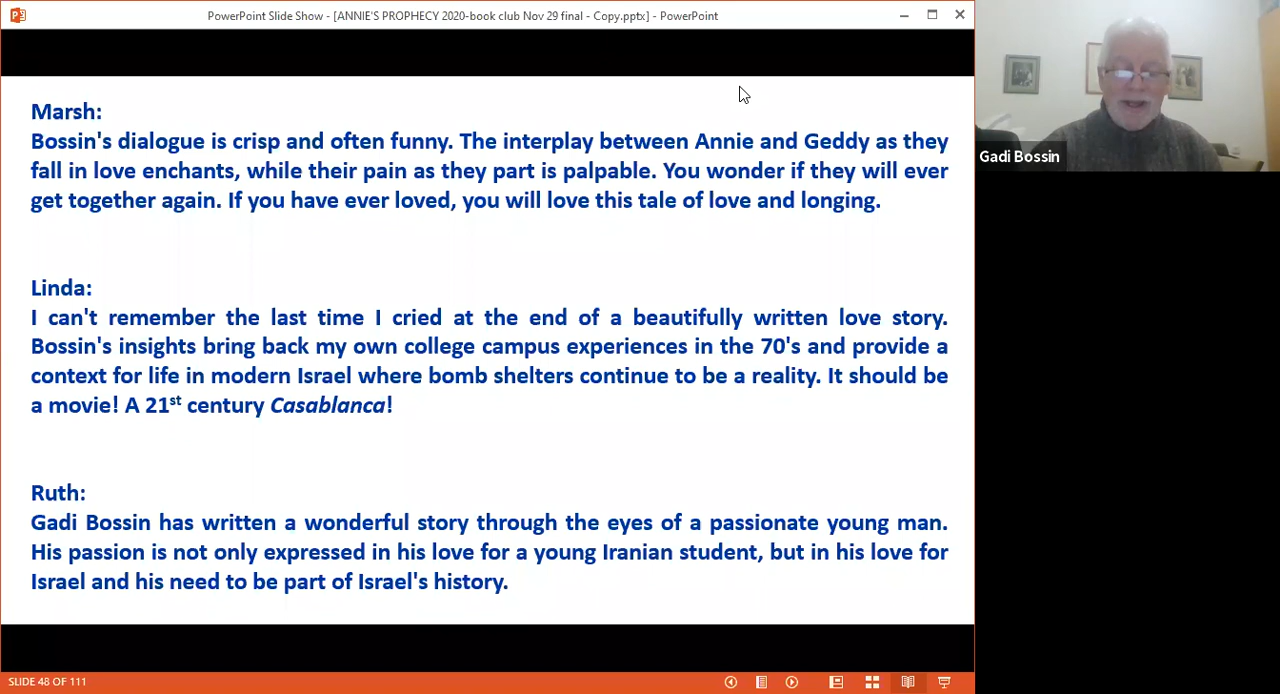 PowerPoint Slide Show - [ANNIE'S PROPHECY 2020-book club Nov 29 final - Copy.pptx] - PowerPoint
Marsh:
Bossin's dialogue is crisp and often funny. The interplay between Annie and Geddy as they
fall in love enchants, while their pain as they part is palpable. You wonder if they will ever
get together again. If you have ever loved, you will love this tale of love and longing.
Linda:
I can't remember the last time I cried at the end of a beautifully written love story.
Bossin's insights bring back my own college campus experiences in the 70's and provide a
context for life in modern Israel where bomb shelters continue to be a reality. It should be
a movie! A 21st century Casablanca!
Ruth:
Gadi Bossin has written a wonderful story through the eyes of a passionate young man.
His passion is not only expressed in his love for a young Iranian student, but in his love for
Israel and his need to be part of Israel's history.
SLIDE 48 OF 111
Gadi Bossin